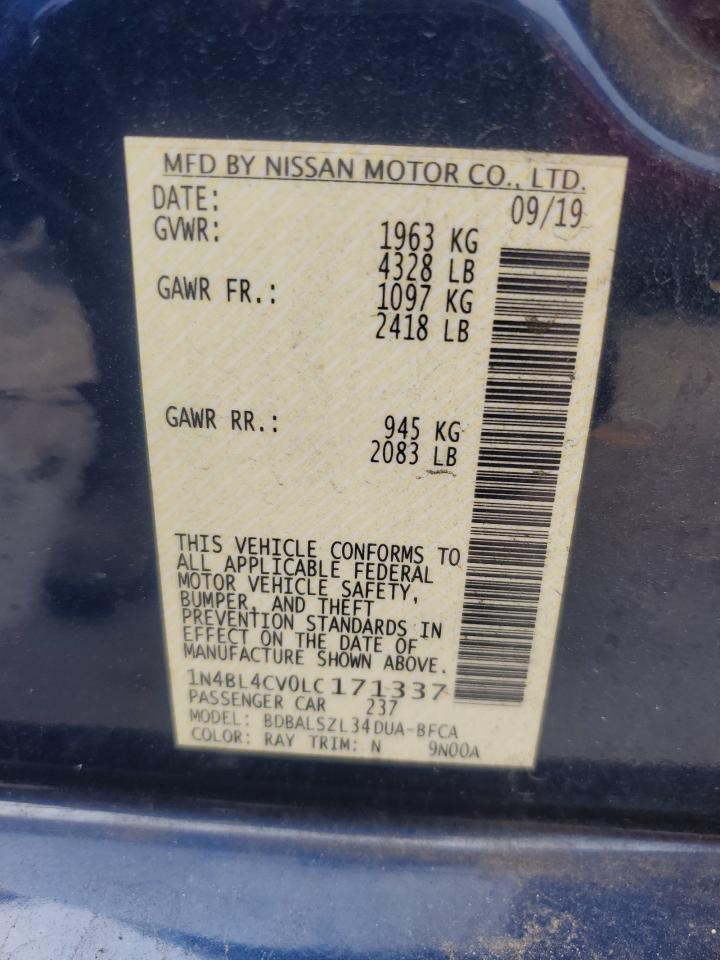 MFD BY NISSAN MOTOR CO., LTD.
DATE: 09/19
GVWR: 1963 KG
4328 LB
GAWR FR.: 1097 KG
2418 LB
GAWR RR.: 945 KG
2083 LB
THIS VEHICLE CONFORMS TO
ALL APPLICABLE FEDERAL
MOTOR VEHICLE SAFETY,
BUMPER, AND THEFT
PREVENTION STANDARDS IN
EFFECT ON THE DATE OF
MANUFACTURE SHOWN ABOVE.
1N4BL4CV0LC171337
PASSENGER CAR 237
MODEL: BDBALSZL34DUA-BFCA
COLOR: RAY TRIM: N 9N00A